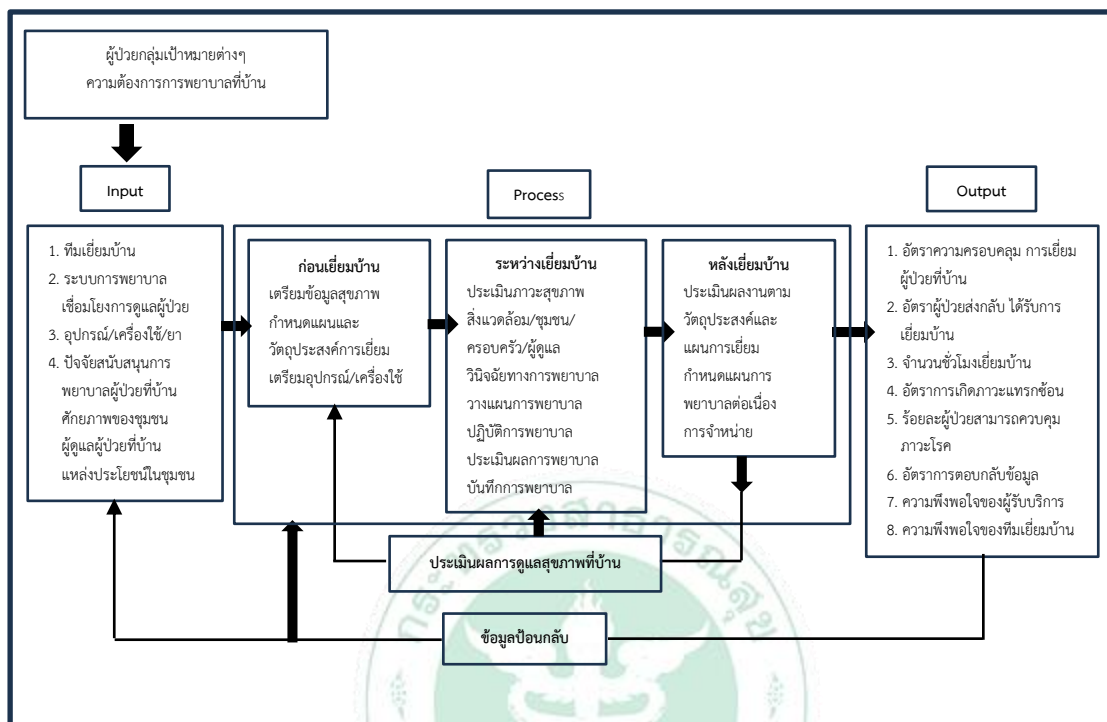 ผู้ป่วยกลุ่มเป้าหมายต่างๆ
ความต้องการการพยาบาลที่บ้าน
Input
Process
Output
1. ทีมเยี่ยมบ้าน
2. ระบบการพยาบาล
เชื่อมโยงการดูแลผู้ป่วย
3. อุปกรณ์/เครื่องใช้/ยา
4. ปัจจัยสนับสนุนการ
พยาบาลผู้ป่วยที่บ้าน
ศักยภาพของชุมชน
ผู้ดูแลผู้ป่วยที่บ้าน
แหล่งประโยชน์ในชุมชน
ก่อนเยี่ยมบ้าน
เตรียมข้อมูลสุขภาพ
กำหนดแผนและ
วัตถุประสงค์การเยี่ยม
เตรียมอุปกรณ์/เครื่องใช้
ระหว่างเยี่ยมบ้าน
ประเมินภาวะสุขภาพ
สิ่งแวดล้อม/ชุมชน/
ครอบครัว/ผู้ดูแล
วินิจฉัยทางการพยาบาล
วางแผนการพยาบาล
ปฏิบัติการพยาบาล
ประเมินผลการพยาบาล
บันทึกการพยาบาล
หลังเยี่ยมบ้าน
ประเมินผลงานตาม
วัตถุประสงค์และ
แผนการเยี่ยม
กำหนดแผนการ
พยาบาลต่อเนื่อง
การจำหน่าย
1. อัตราความครอบคลุม การเยี่ยม
ผู้ป่วยที่บ้าน
2. อัตราผู้ป่วยส่งกลับ ได้รับการ
เยี่ยมบ้าน
3. จำนวนชั่วโมงเยี่ยมบ้าน
4. อัตราการเกิดภาวะแทรกซ้อน
5. ร้อยละผู้ป่วยสามารถควบคุม
ภาวะโรค
6. อัตราการตอบกลับข้อมูล
7. ความพึงพอใจของผู้รับบริการ
8. ความพึงพอใจของทีมเยี่ยมบ้าน
ประเมินผลการดูแลสุขภาพที่บ้าน
ข้อมูลป้อนกลับ
กระทรวงสาธารณสุข